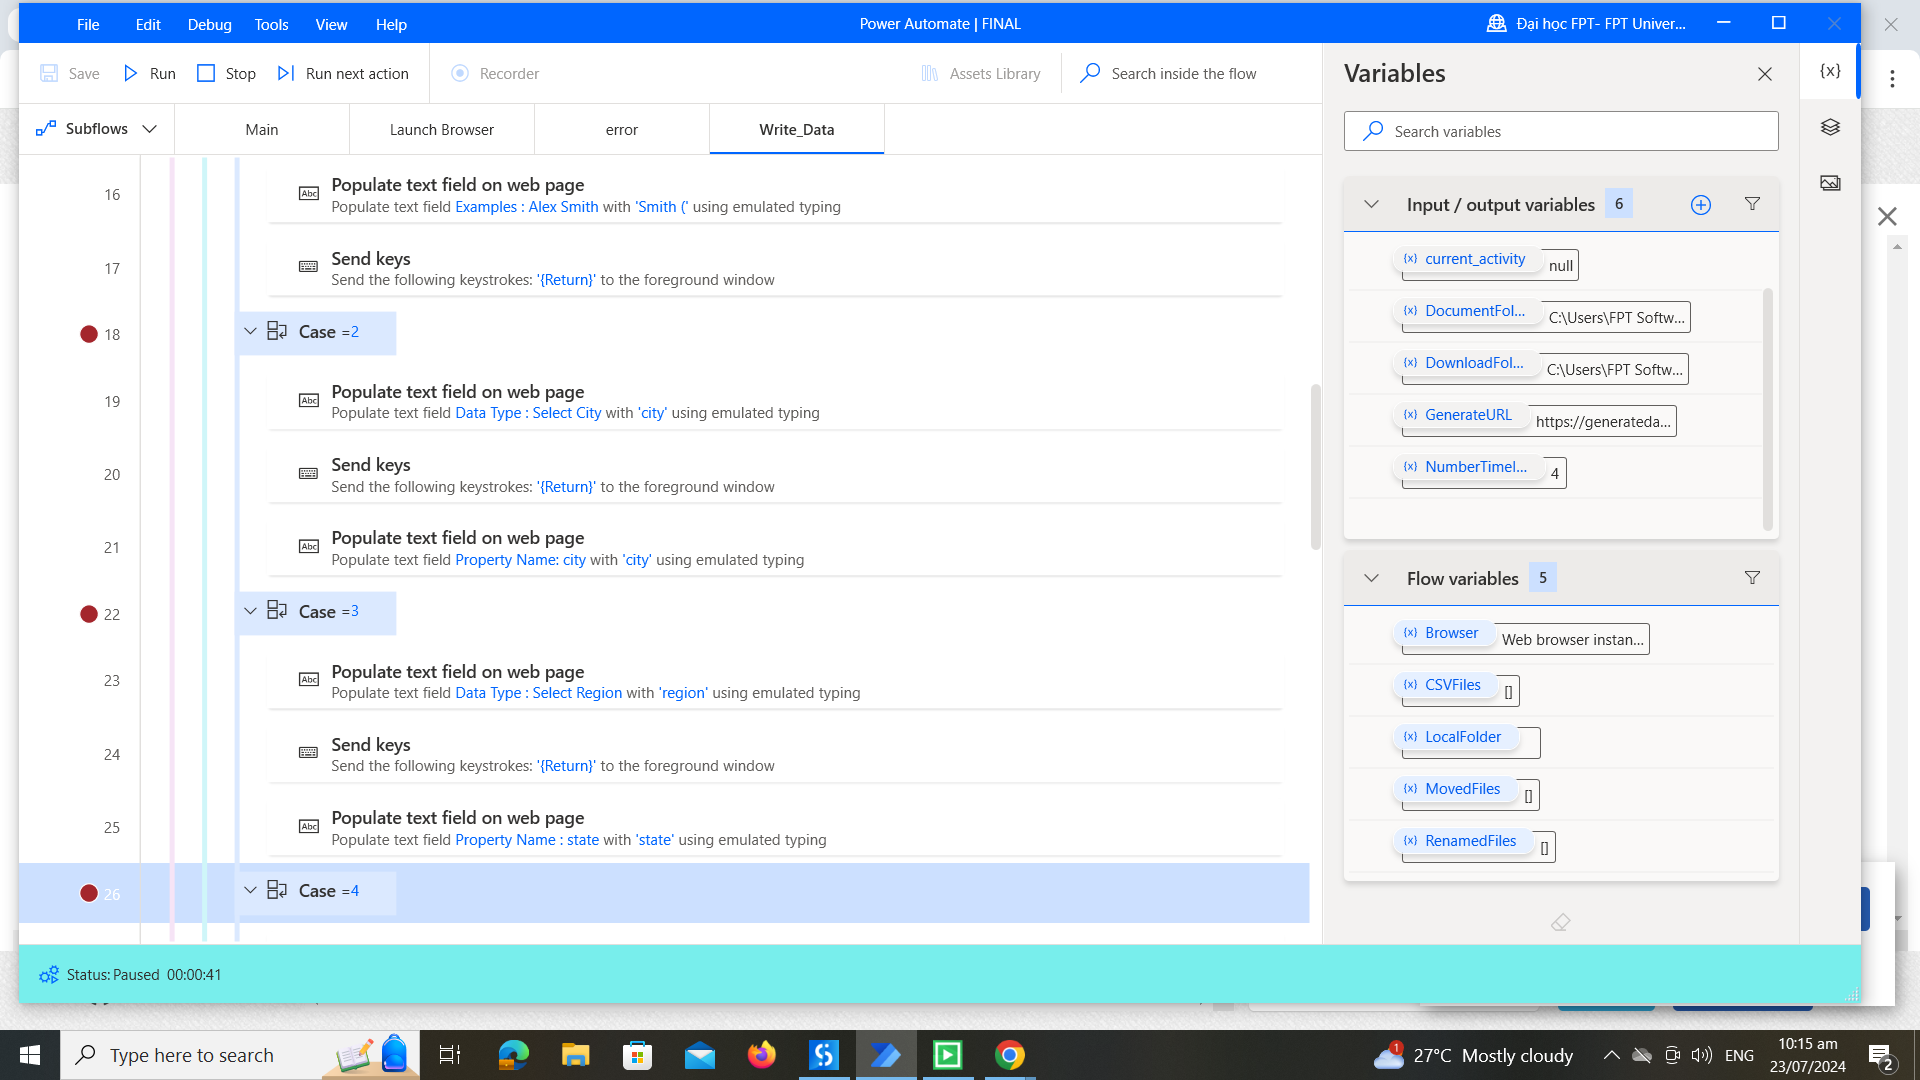 File Edit Debug Tools View Help Power Automate | FINAL Đại học FPT- FPT Univer...
Save Run Stop Run next action Recorder Assets Library Search inside the flow
Subflows Main Launch Browser error Write_Data
16 Populate text field on web page
Populate text field Examples : Alex Smith with 'Smith (' using emulated typing
17 Send keys
Send the following keystrokes: '{Return}' to the foreground window
18 Case =2
19 Populate text field on web page
Populate text field Data Type : Select City with 'city' using emulated typing
20 Send keys
Send the following keystrokes: '{Return}' to the foreground window
21 Populate text field on web page
Populate text field Property Name: city with 'city' using emulated typing
22 Case =3
23 Populate text field on web page
Populate text field Data Type : Select Region with 'region' using emulated typing
24 Send keys
Send the following keystrokes: '{Return}' to the foreground window
25 Populate text field on web page
Populate text field Property Name : state with 'state' using emulated typing
26 Case =4
Variables
{x}
Search variables
Input / output variables 6
{x} current_activity null
{x} DocumentFol... C:\Users\FPT Softw...
{x} DownloadFol... C:\Users\FPT Softw...
{x} GenerateURL https://generateda...
{x} NumberTimeI... 4
Flow variables 5
{x} Browser Web browser instan...
{x} CSVFiles []
{x} LocalFolder
{x} MovedFiles []
{x} RenamedFiles []
Status: Paused 00:00:41
Type here to search
1 27°C Mostly cloudy ENG
10:15 am
23/07/2024
2